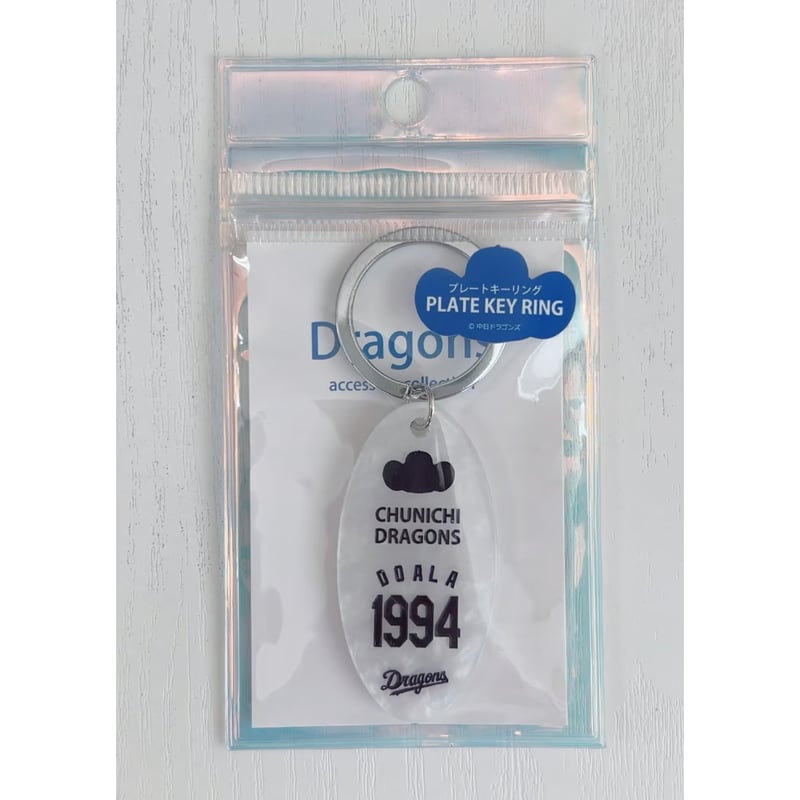 プレートキーリング
PLATE KEY RING
© 中日ドラゴンズ
Dragons
CHUNICHI
DRAGONS
DOALA
1994
Dragons